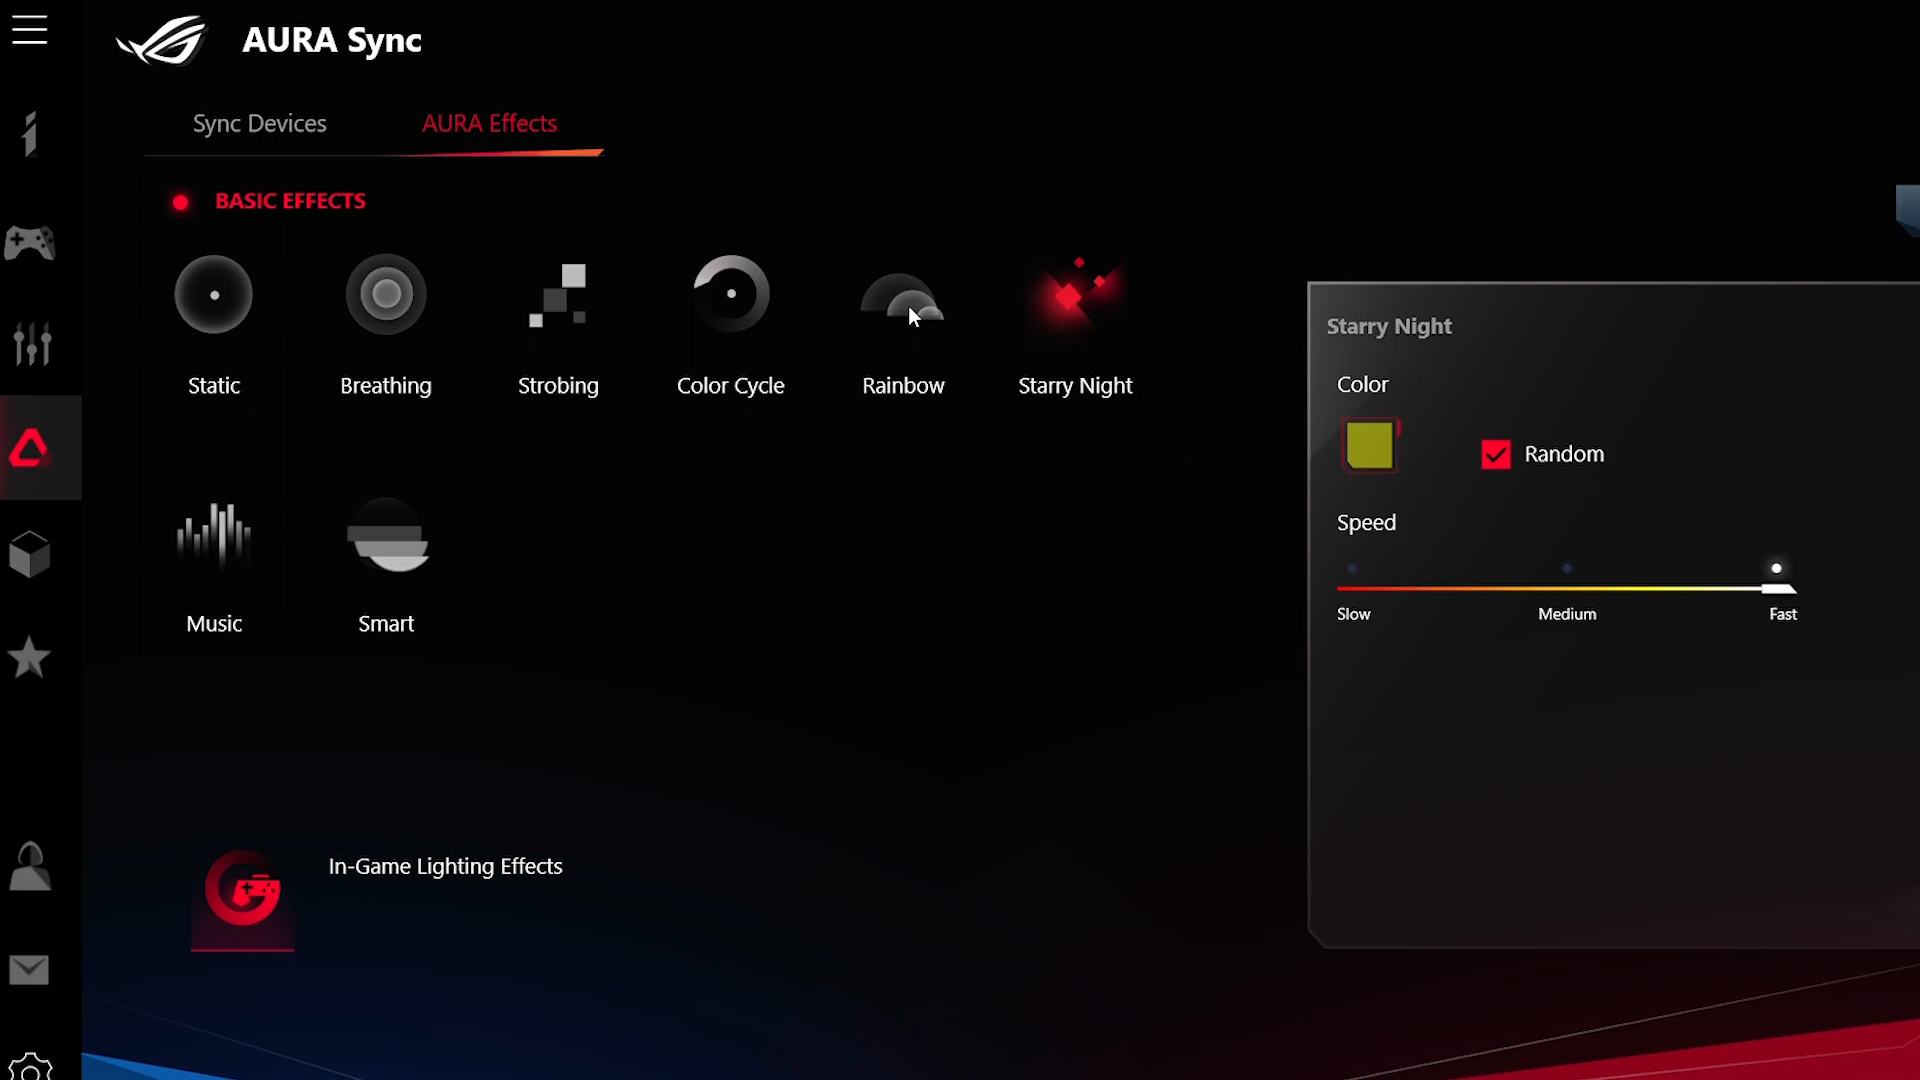 AURA Sync
Sync Devices
AURA Effects
BASIC EFFECTS
Static
Breathing
Strobing
Color Cycle
Rainbow
Starry Night
Music
Smart
In-Game Lighting Effects
Starry Night
Color
Random
Speed
Slow
Medium
Fast